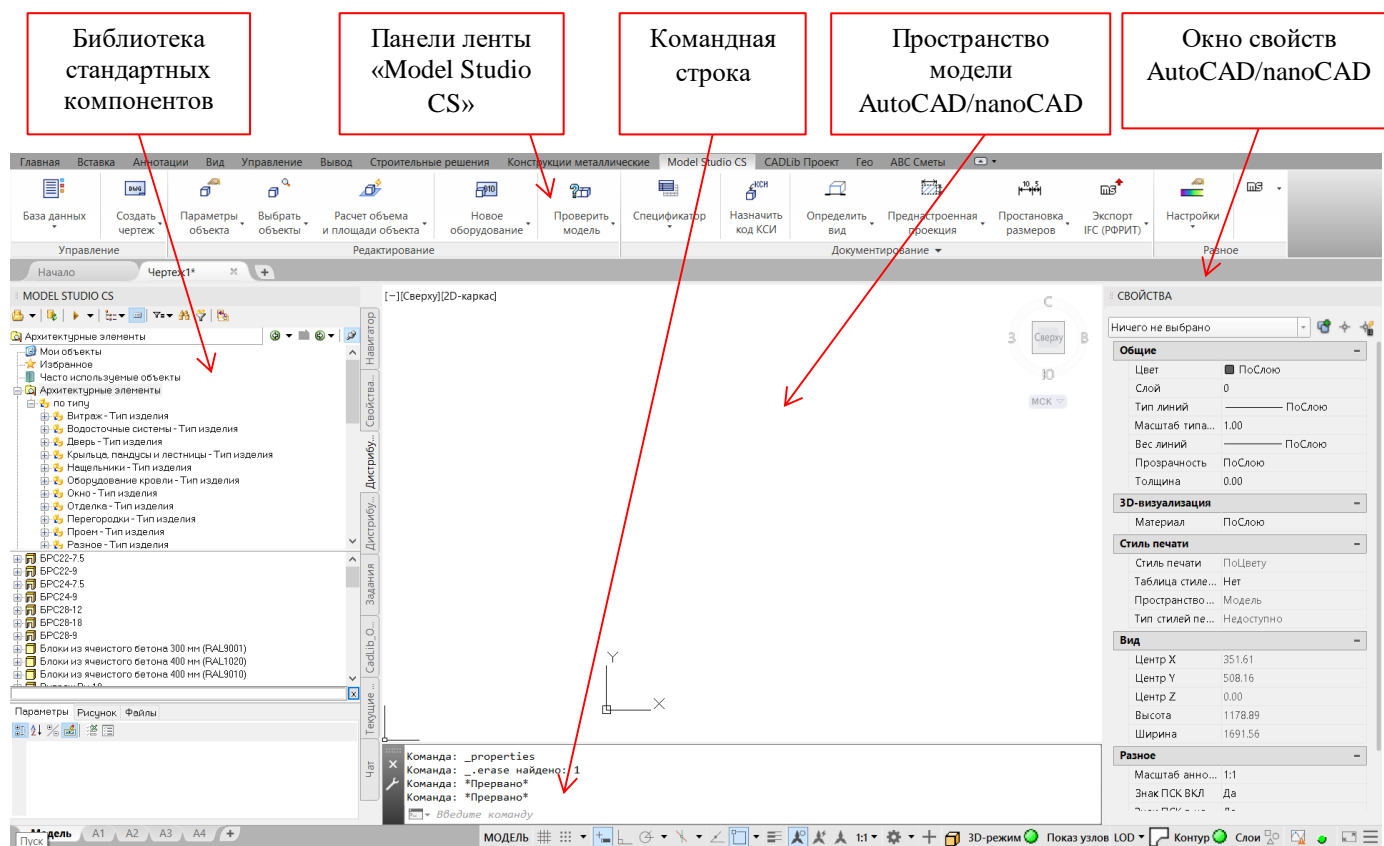 Библиотека
стандартных
компонентов
Панели ленты
«Model Studio
CS»
Командная
строка
Пространство
модели
AutoCAD/nanoCAD
Окно свойств
AutoCAD/nanoCAD
Главная Вставка Аннотации Вид Управление Вывод Строительные решения Конструкции металлические Model Studio CS CADLib Проект Гео АВС Сметы
База данных
Создать
чертеж
Параметры
объекта
Выбрать
объекты
Расчет объема
и площади объекта
Новое
оборудование
Проверить
модель
Спецификатор
Назначить
код КСИ
Определить
вид
Преднастроенная
проекция
Простановка
размеров
Экспорт
IFC (РФРИТ)
Настройки
Управление Редактирование Документирование Разное
Начало Чертеж1*
MODEL STUDIO CS
Архитектурные элементы
Мои объекты
Избранное
Часто используемые объекты
Архитектурные элементы
по типу
Витраж - Тип изделия
Водосточные системы - Тип изделия
Дверь - Тип изделия
Крыльца, пандусы и лестницы - Тип изделия
Нащельники - Тип изделия
Оборудование кровли - Тип изделия
Окно - Тип изделия
Отделка - Тип изделия
Перегородки - Тип изделия
Проем - Тип изделия
Разное - Тип изделия
БРС22-7.5
БРС22-9
БРС24-7.5
БРС24-9
БРС28-12
БРС28-18
БРС28-9
Блоки из ячеистого бетона 300 мм (RAL9001)
Блоки из ячеистого бетона 400 мм (RAL1020)
Блоки из ячеистого бетона 400 мм (RAL9010)
Параметры Рисунок Файлы
Навигатор
Свойства...
Дистрибу...
Дистрибу...
Задания
CadLib_О...
Текущие ...
Чат
[−][Сверху][2D-каркас]
С
З Сверху В
Ю
МСК
Y
X
Команда: _properties
Команда: _.erase найдено: 1
Команда: *Прервано*
Команда: *Прервано*
Введите команду
СВОЙСТВА
Ничего не выбрано
Общие
Цвет ПоСлою
Слой 0
Тип линий ПоСлою
Масштаб типа... 1.00
Вес линий ПоСлою
Прозрачность ПоСлою
Толщина 0.00
3D-визуализация
Материал ПоСлою
Стиль печати
Стиль печати ПоЦвету
Таблица стиле... Нет
Пространство... Модель
Тип стилей пе... Недоступно
Вид
Центр X 351.61
Центр Y 508.16
Центр Z 0.00
Высота 1178.89
Ширина 1691.56
Разное
Масштаб анно... 1:1
Знак ПСК ВКЛ Да
Модель А1 А2 А3 А4
Пуск
МОДЕЛЬ 1:1 3D-режим Показ узлов LOD Контур Слои